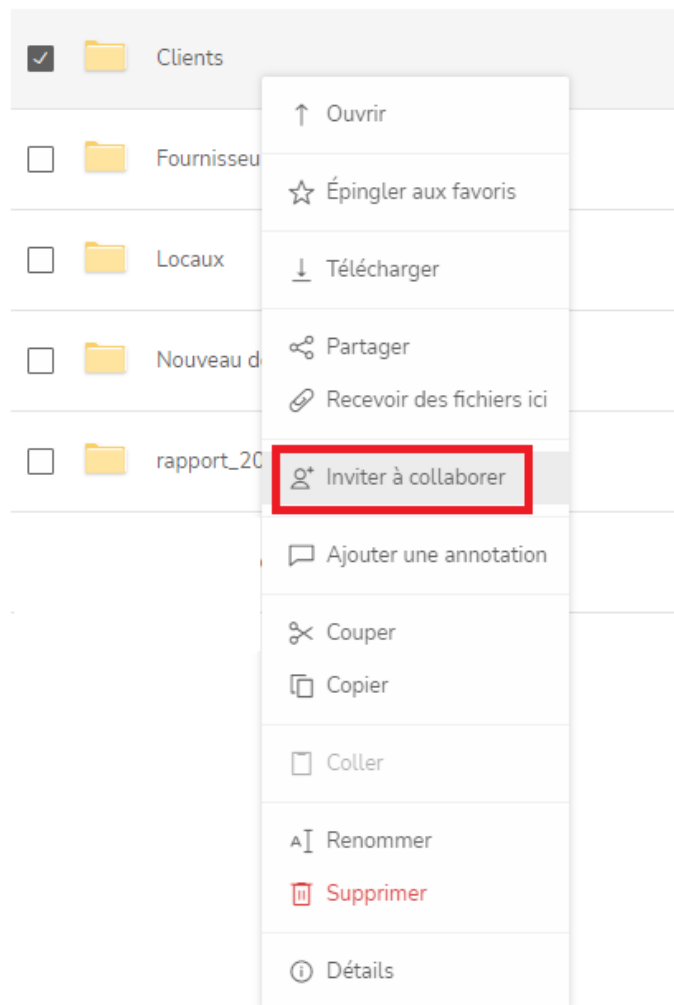 Clients
Ouvrir
Fournisseu
Épingler aux favoris
Locaux
Télécharger
Partager
Nouveau d
Recevoir des fichiers ici
rapport_20
Inviter à collaborer
Ajouter une annotation
Couper
Copier
Coller
Renommer
Supprimer
Détails